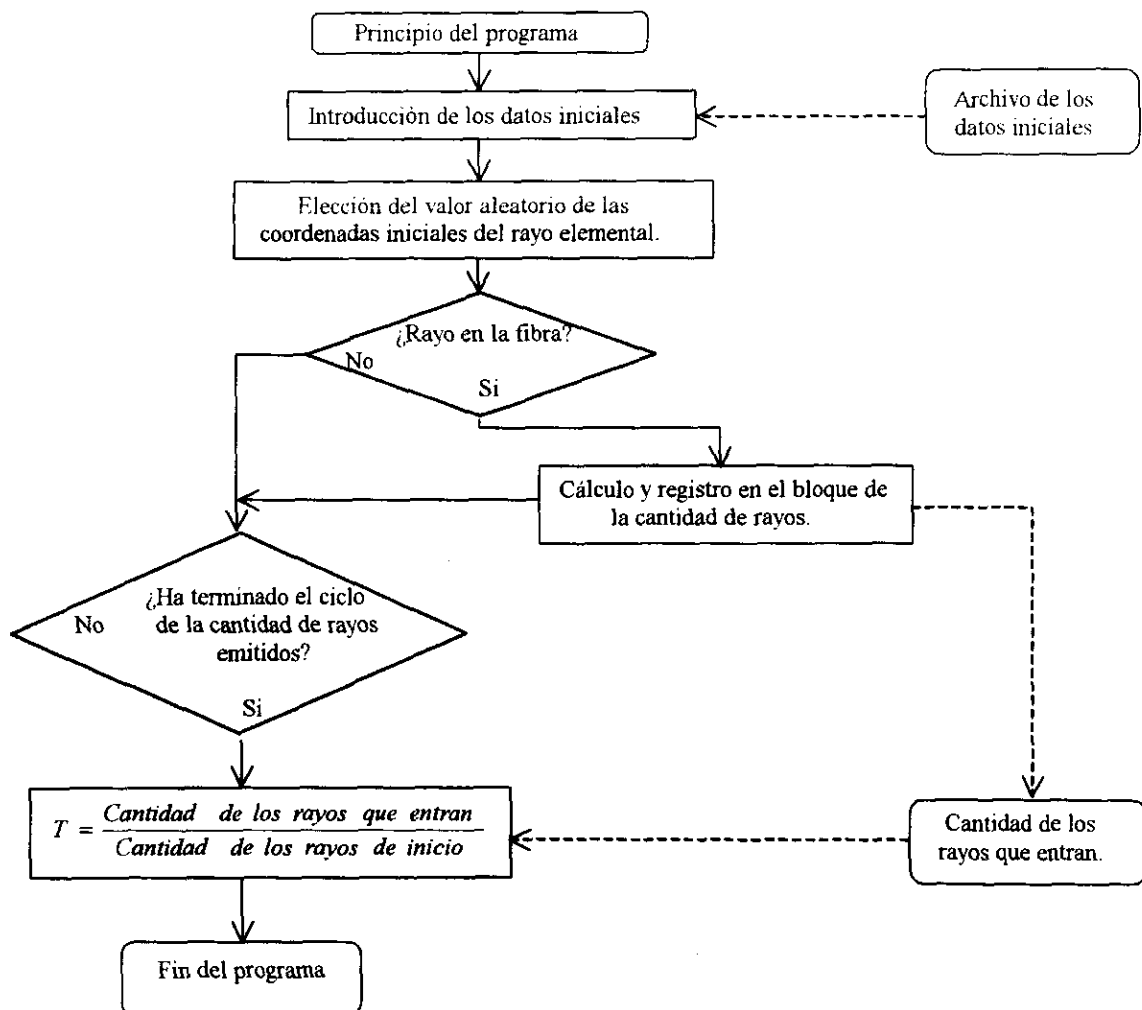 Principio del programa
Introducción de los datos iniciales
Archivo de los
datos iniciales
Elección del valor aleatorio de las
coordenadas iniciales del rayo elemental.
¿Rayo en la fibra?
No
Si
Cálculo y registro en el bloque de
la cantidad de rayos.
¿Ha terminado el ciclo
No
de la cantidad de rayos
emitidos?
Si
T = Cantidad de los rayos que entran
Cantidad de los rayos de inicio
Cantidad de los
rayos que entran.
Fin del programa